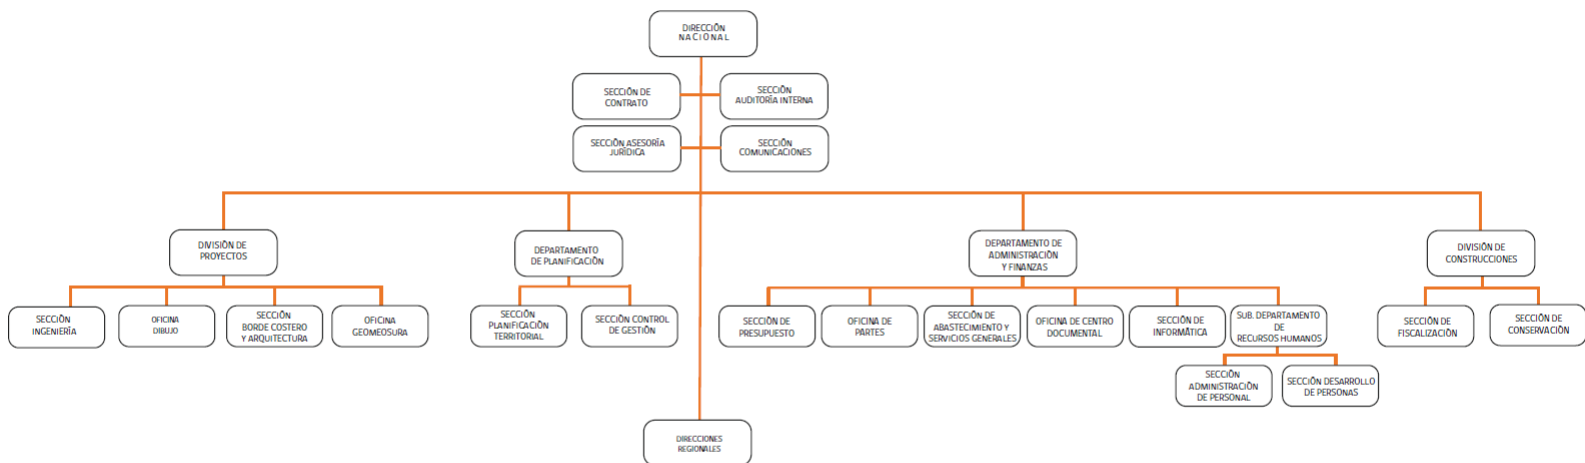 DIRECCIÓN
NACIONAL
SECCIÓN DE
CONTRATO
SECCIÓN
AUDITORÍA INTERNA
SECCIÓN ASESORÍA
JURÍDICA
SECCIÓN
COMUNICACIONES
DIVISIÓN DE
PROYECTOS
DEPARTAMENTO
DE PLANIFICACIÓN
DEPARTAMENTO DE
ADMINISTRACIÓN
Y FINANZAS
DIVISIÓN DE
CONSTRUCCIONES
SECCIÓN
INGENIERÍA
OFICINA
DIBUJO
SECCIÓN
BORDE COSTERO
Y ARQUITECTURA
OFICINA
GEOMEOSURA
SECCIÓN
PLANIFICACIÓN
TERRITORIAL
SECCIÓN CONTROL
DE GESTIÓN
SECCIÓN DE
PRESUPUESTO
OFICINA DE
PARTES
SECCIÓN DE
ABASTECIMIENTO Y
SERVICIOS GENERALES
OFICINA DE CENTRO
DOCUMENTAL
SECCIÓN DE
INFORMÁTICA
SUB. DEPARTAMENTO
DE
RECURSOS HUMANOS
SECCIÓN DE
FISCALIZACIÓN
SECCIÓN
DE CONSERVACIÓN
SECCIÓN
ADMINISTRACIÓN
DE PERSONAL
SECCIÓN DESARROLLO
DE PERSONAS
DIRECCIONES
REGIONALES